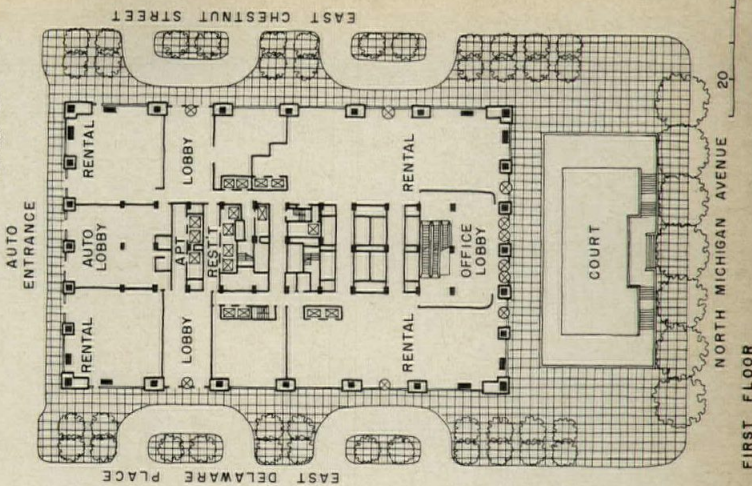 EAST CHESTNUT STREET
20
AUTO
ENTRANCE
RENTAL
LOBBY
RENTAL
AUTO LOBBY
APT
REST'T
OFFICE
LOBBY
COURT
NORTH MICHIGAN AVENUE
RENTAL
LOBBY
RENTAL
EAST DELAWARE PLACE
FIRST FLOOR